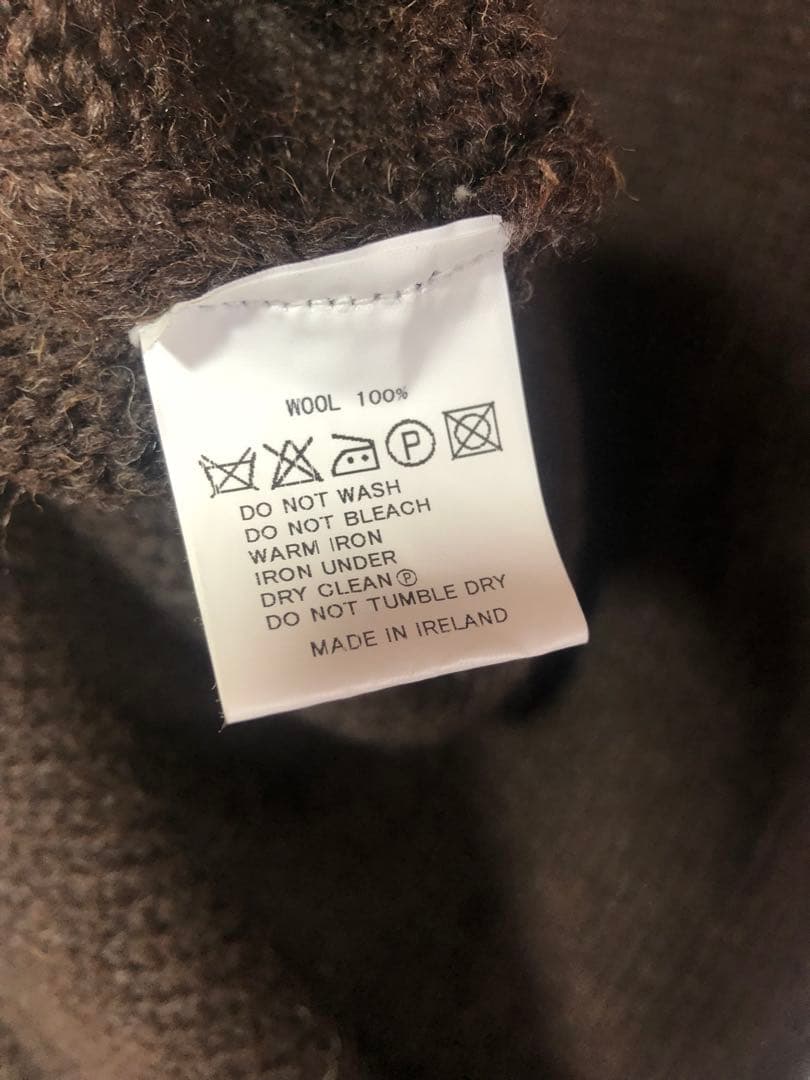 WOOL 100%
P
DO NOT WASH
DO NOT BLEACH
WARM IRON
IRON UNDER
DRY CLEAN Ⓟ
DO NOT TUMBLE DRY
MADE IN IRELAND